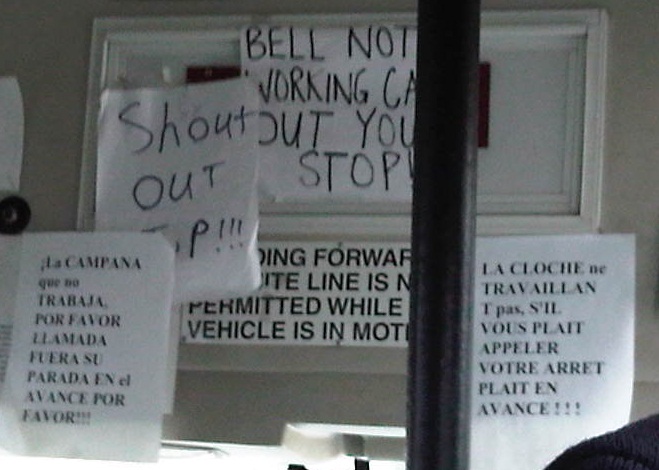 BELL NOT
WORKING CA
OUT YOU
STOP!
Shout
OUT
P!!!
¡La CAMPANA
que no
TRABAJA,
POR FAVOR
LLAMADA
FUERA SU
PARADA EN el
AVANCE POR
FAVOR!!!
DING FORWAR
ITE LINE IS N
PERMITTED WHILE
VEHICLE IS IN MOTI
LA CLOCHE ne
TRAVAILLAN
T pas, S'IL
VOUS PLAIT
APPELER
VOTRE ARRET
PLAIT EN
AVANCE ! ! !